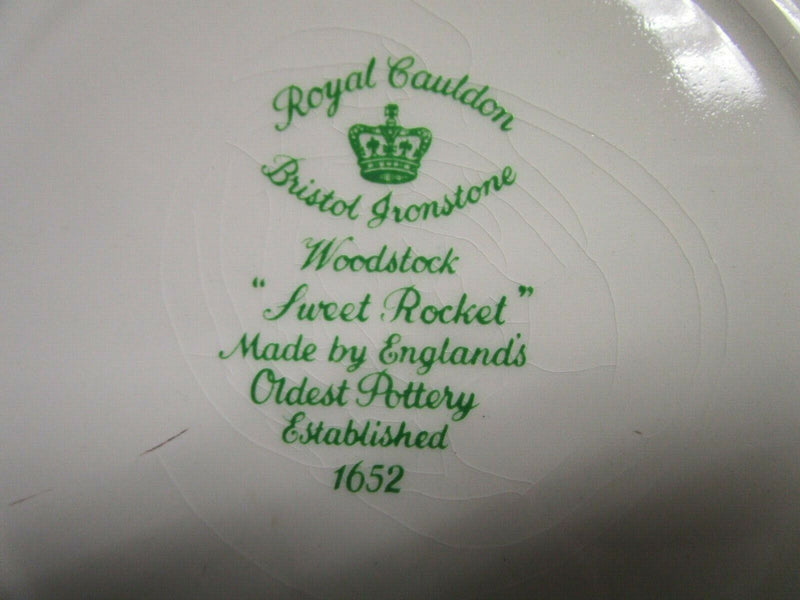 Royal Cauldon
Bristol Ironstone
Woodstock
"Sweet Rocket"
Made by England's
Oldest Pottery
Established
1652